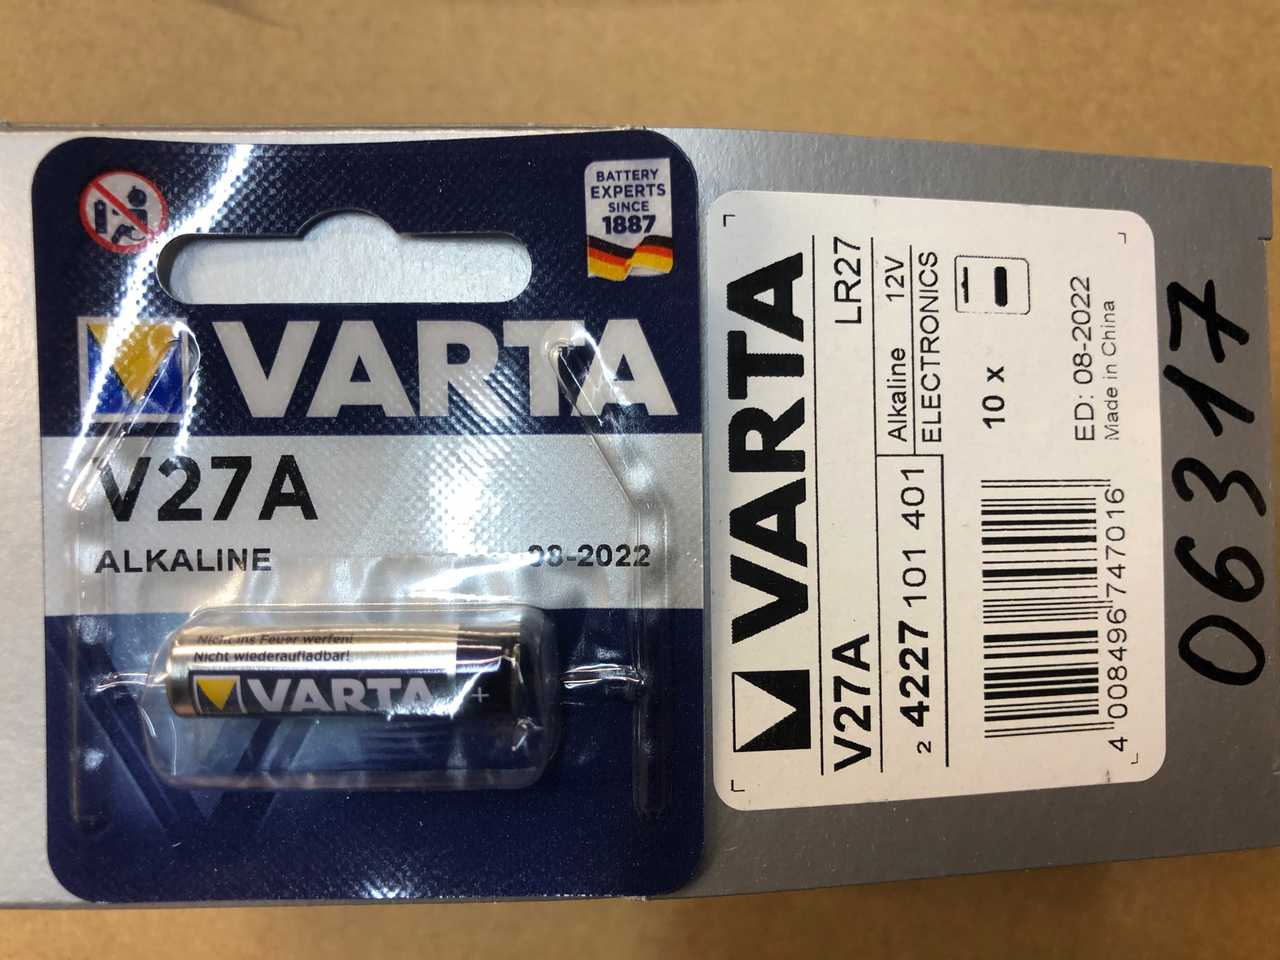 BATTERY
EXPERTS
SINCE
1887
VARTA
V27A
ALKALINE 08-2022
Nicht ins Feuer werfen!
Nicht wiederaufladbar!
VARTA +
VARTA
V27A LR27
2 4227 101 401 Alkaline 12V
ELECTRONICS
10 x
ED: 08-2022
Made in China
4 008496 747016
06317